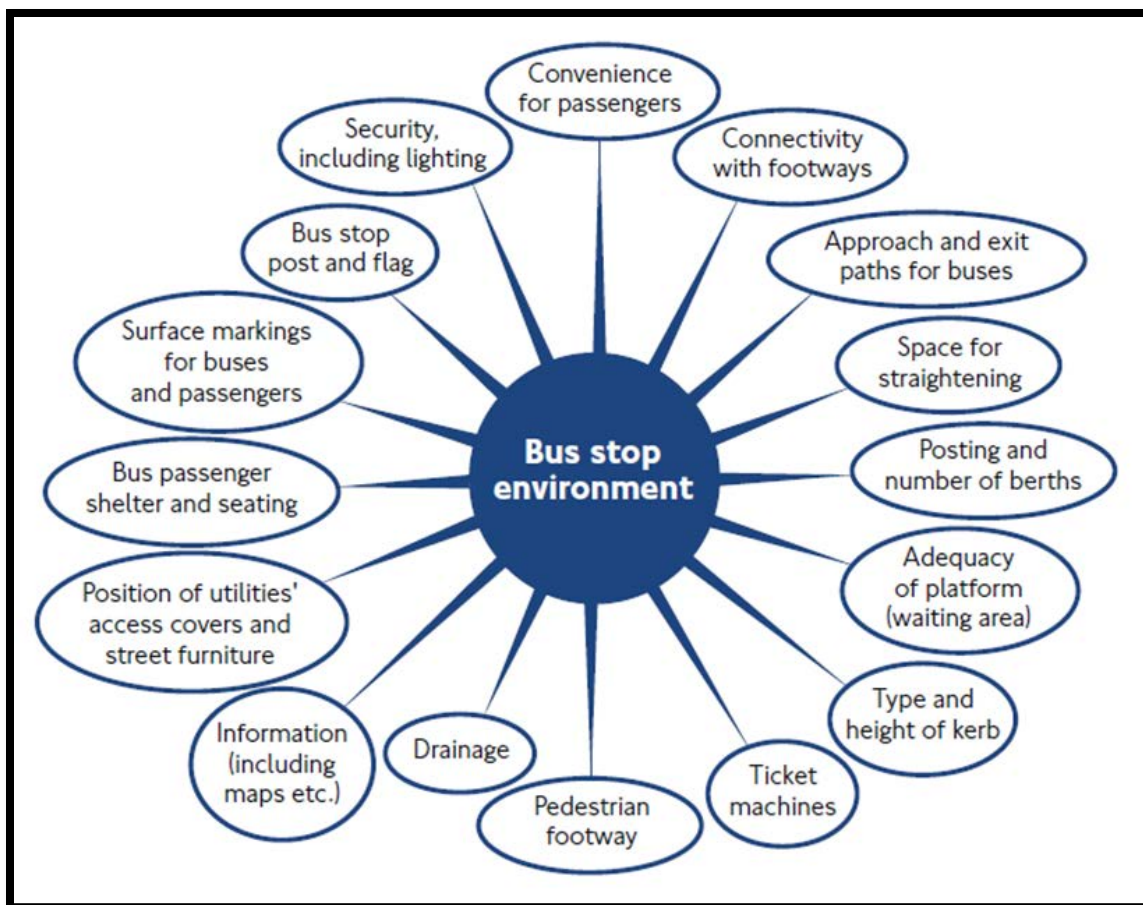 Convenience
for passengers
Connectivity
with footways
Approach and exit
paths for buses
Space for
straightening
Posting and
number of berths
Adequacy
of platform
(waiting area)
Type and
height of kerb
Ticket
machines
Pedestrian
footway
Drainage
Information
(including
maps etc.)
Position of utilities'
access covers and
street furniture
Bus passenger
shelter and seating
Surface markings
for buses
and passengers
Bus stop
post and flag
Security,
including lighting
Bus stop
environment